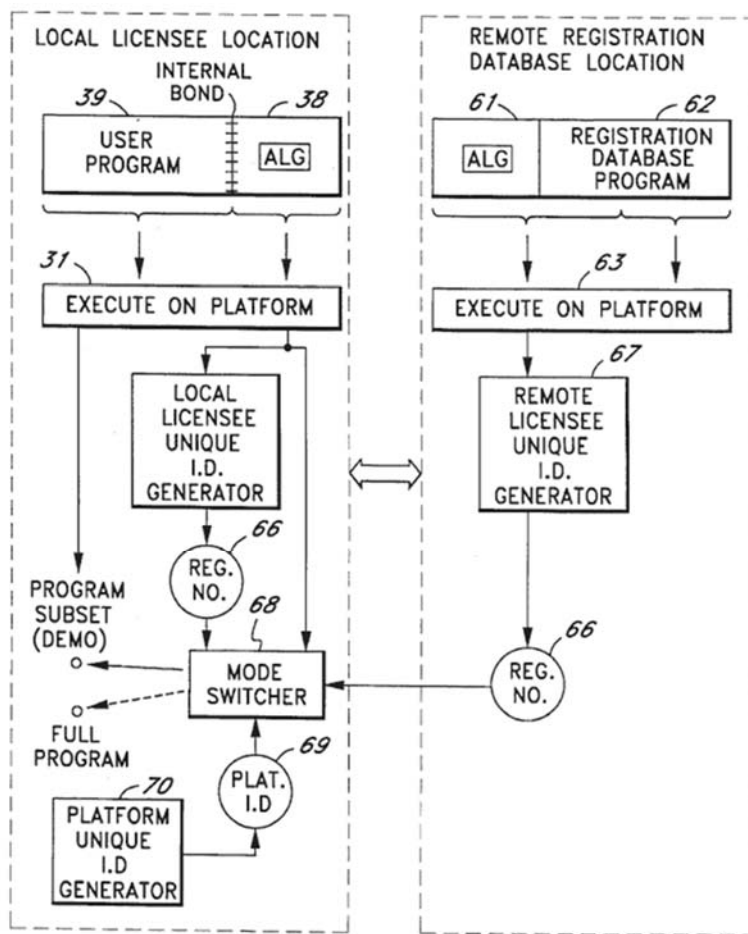 LOCAL LICENSEE LOCATION
INTERNAL
BOND
39
38
USER
PROGRAM
ALG
31
EXECUTE ON PLATFORM
LOCAL
LICENSEE
UNIQUE
I.D.
GENERATOR
66
REG.
NO.
PROGRAM
SUBSET
(DEMO)
68
MODE
SWITCHER
FULL
PROGRAM
69
PLAT.
I.D
70
PLATFORM
UNIQUE
I.D
GENERATOR
REMOTE REGISTRATION
DATABASE LOCATION
61
62
ALG
REGISTRATION
DATABASE
PROGRAM
63
EXECUTE ON PLATFORM
67
REMOTE
LICENSEE
UNIQUE
I.D.
GENERATOR
66
REG.
NO.